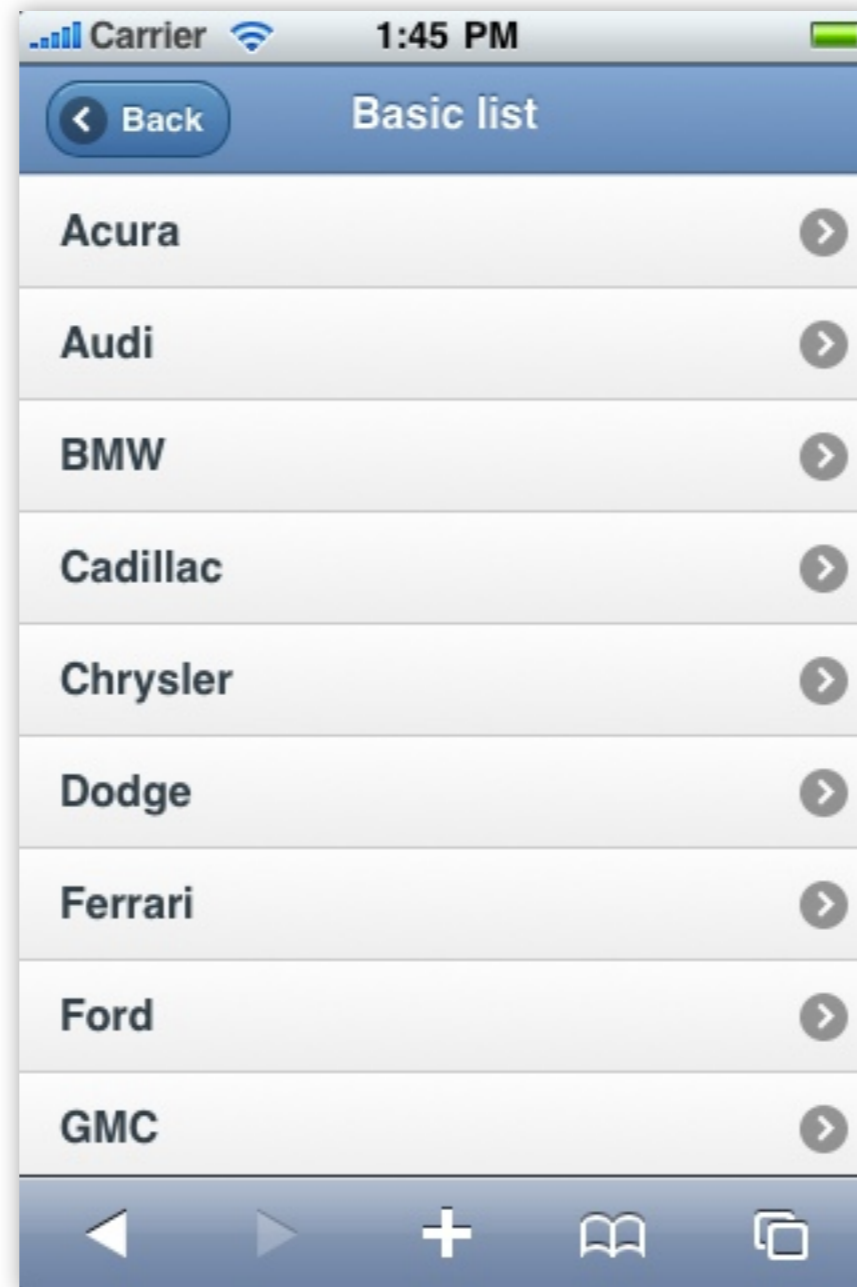 Carrier 1:45 PM
Back Basic list
Acura
Audi
BMW
Cadillac
Chrysler
Dodge
Ferrari
Ford
GMC